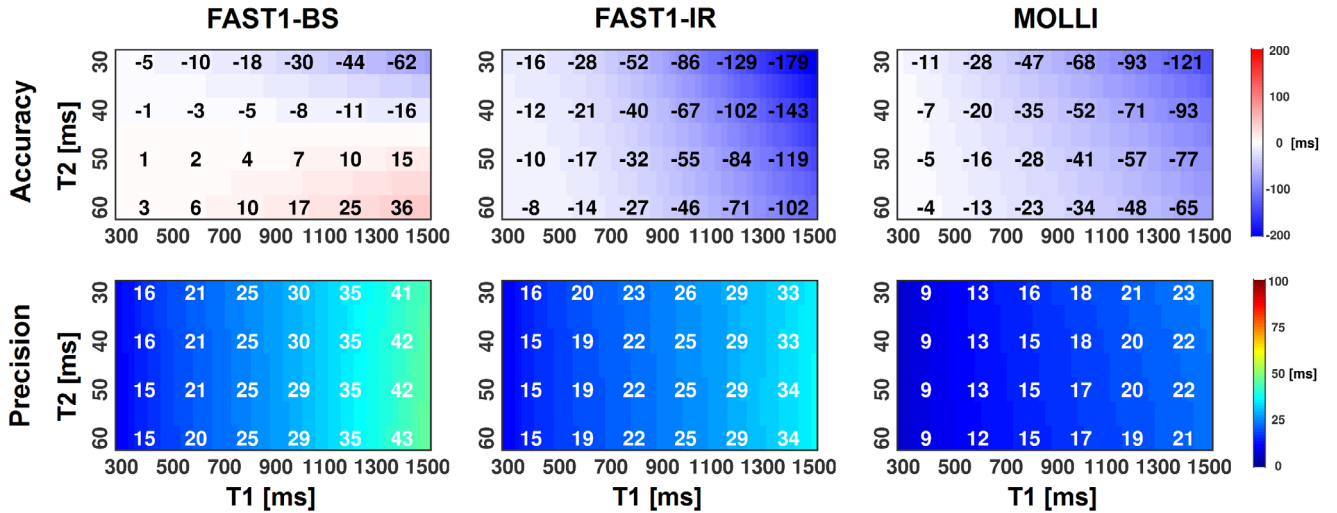 FAST1-BS FAST1-IR MOLLI
Accuracy
T2 [ms]
30 -5 -10 -18 -30 -44 -62 -16 -28 -52 -86 -129 -179 -11 -28 -47 -68 -93 -121 200
100
40 -1 -3 -5 -8 -11 -16 -12 -21 -40 -67 -102 -143 -7 -20 -35 -52 -71 -93
0 [ms]
50 1 2 4 7 10 15 -10 -17 -32 -55 -84 -119 -5 -16 -28 -41 -57 -77
-100
60 3 6 10 17 25 36 -8 -14 -27 -46 -71 -102 -4 -13 -23 -34 -48 -65
-200
300 500 700 900 1100 1300 1500 300 500 700 900 1100 1300 1500 300 500 700 900 1100 1300 1500
Precision
T2 [ms]
30 16 21 25 30 35 41 30 16 20 23 26 29 33 30 9 13 16 18 21 23 100
75
40 16 21 25 30 35 42 40 15 19 22 25 29 33 40 9 13 15 18 20 22
50 [ms]
50 15 21 25 29 35 42 50 15 19 22 25 29 34 50 9 13 15 17 20 22
25
60 15 20 25 29 35 43 60 15 19 22 25 29 34 60 9 12 15 17 19 21
0
300 500 700 900 1100 1300 1500 300 500 700 900 1100 1300 1500 300 500 700 900 1100 1300 1500
T1 [ms] T1 [ms] T1 [ms]